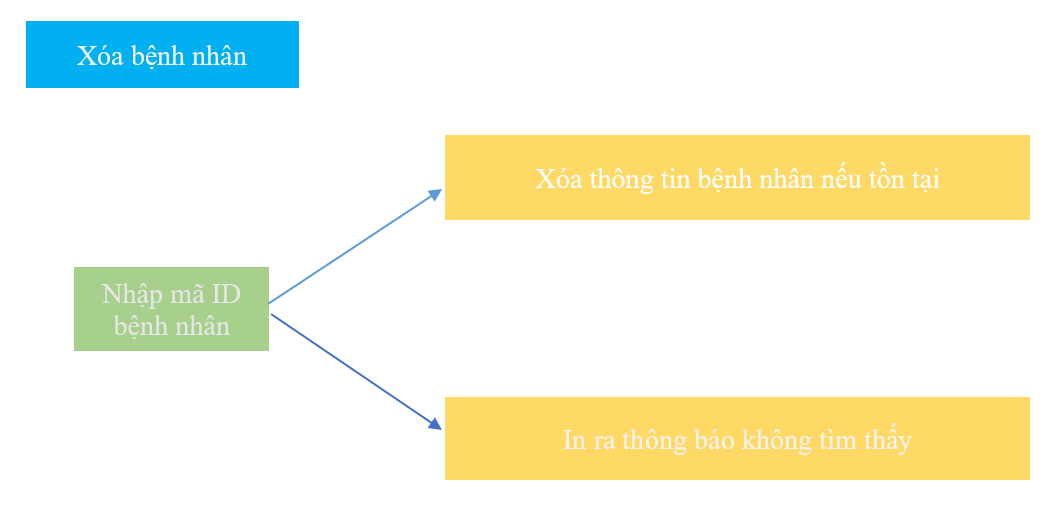 Xóa bệnh nhân
Xóa thông tin bệnh nhân nếu tồn tại
Nhập mã ID
bệnh nhân
In ra thông báo không tìm thấy